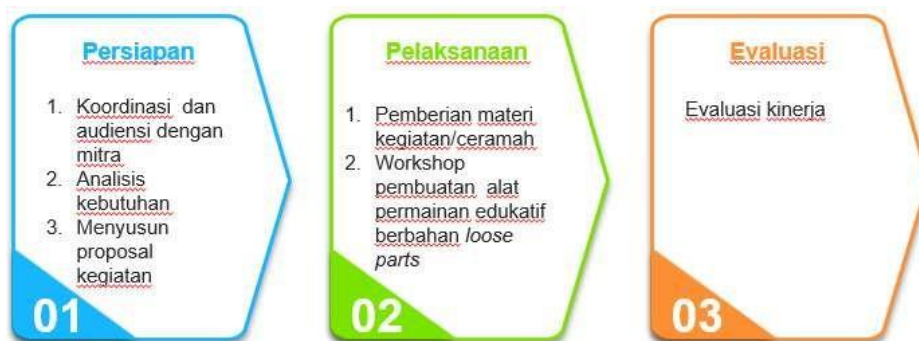 Persiapan
1. Koordinasi dan
audiensi dengan
mitra
2. Analisis
kebutuhan
3. Menyusun
proposal
kegiatan
01
Pelaksanaan
1. Pemberian materi
kegiatan/ceramah
2. Workshop
pembuatan alat
permainan edukatif
berbahan loose
parts
02
Evaluasi
Evaluasi kinerja
03